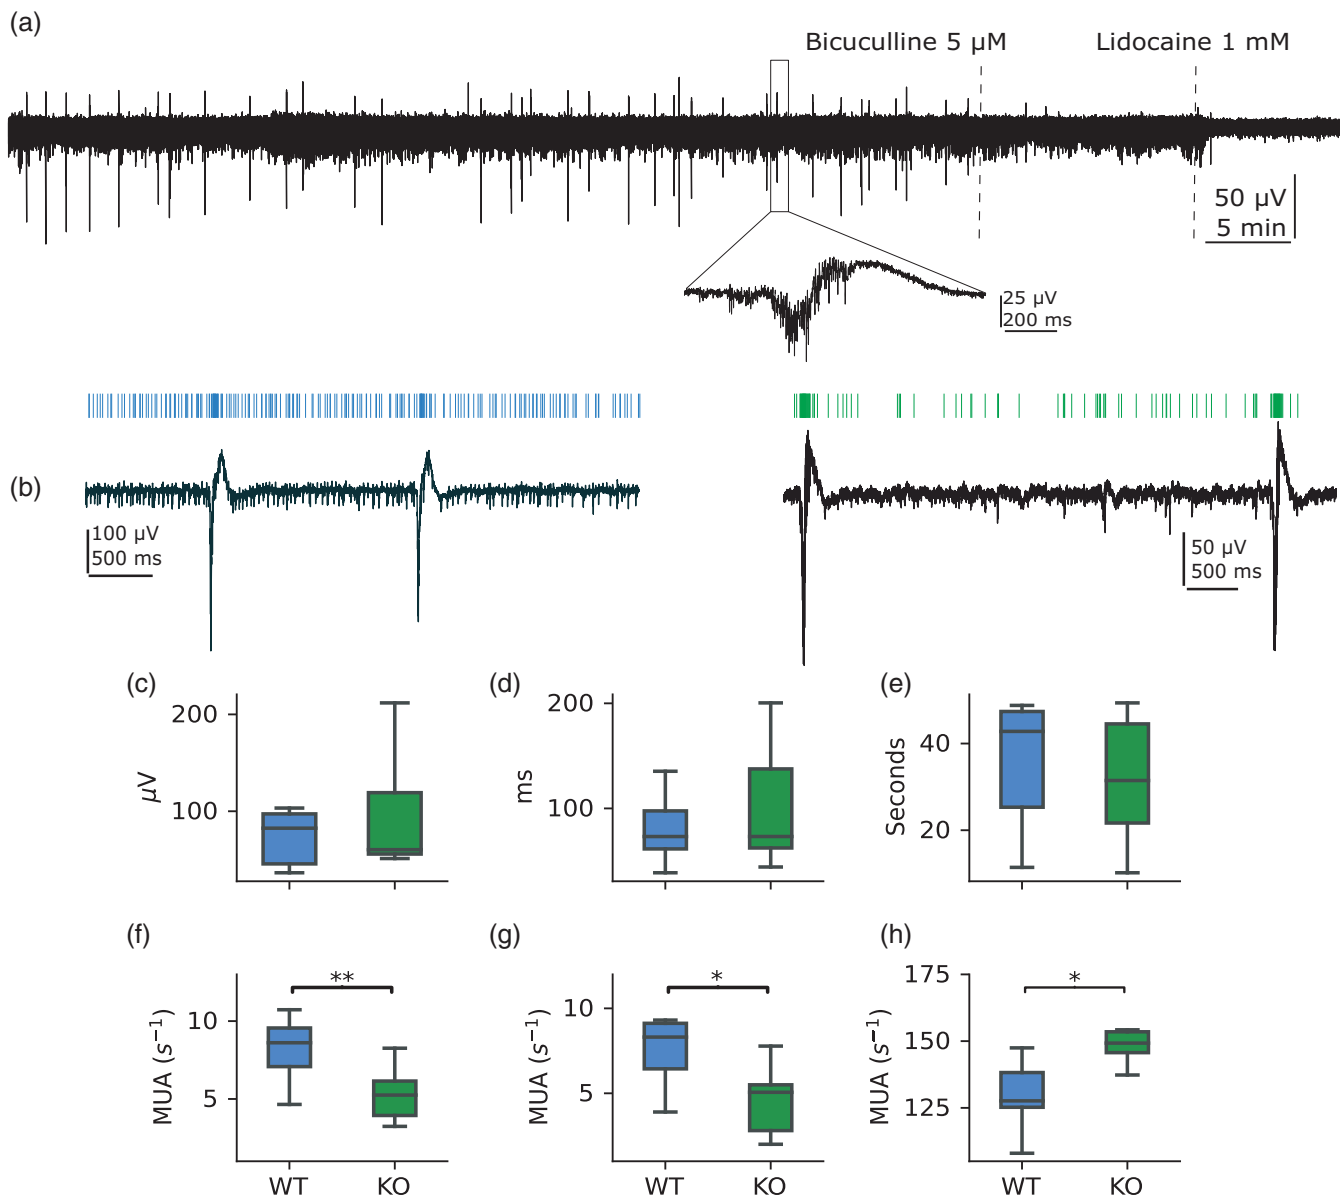 (a)
Bicuculline 5 μM
Lidocaine 1 mM
50 μV
5 min
25 μV
200 ms
(b)
100 μV
500 ms
50 μV
500 ms
(c)
200
100
μV
(d)
200
100
ms
(e)
40
20
Seconds
(f)
**
10
5
MUA (s⁻¹)
WT
KO
(g)
*
10
5
MUA (s⁻¹)
WT
KO
(h)
*
175
150
125
MUA (s⁻¹)
WT
KO